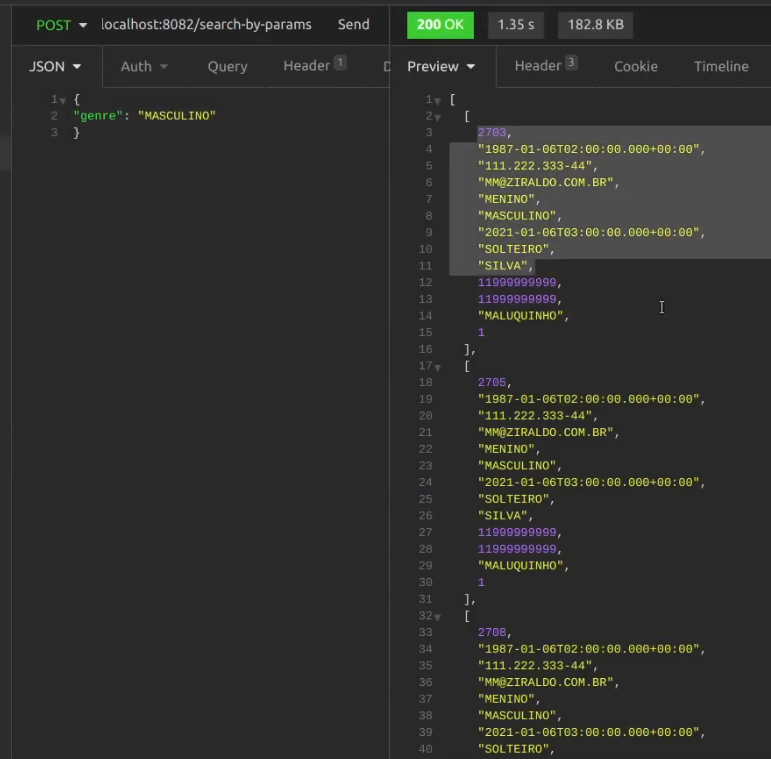 POST localhost:8082/search-by-params Send 200 OK 1.35 s 182.8 KB
JSON Auth Query Header 1 Preview Header 3 Cookie Timeline
1 {
2 "genre": "MASCULINO"
3 }
1 [
2 [
3 2703,
4 "1987-01-06T02:00:00.000+00:00",
5 "111.222.333-44",
6 "MM@ZIRALDO.COM.BR",
7 "MENINO",
8 "MASCULINO",
9 "2021-01-06T03:00:00.000+00:00",
10 "SOLTEIRO",
11 "SILVA",
12 11999999999,
13 11999999999,
14 "MALUQUINHO",
15 1
16 ],
17 [
18 2705,
19 "1987-01-06T02:00:00.000+00:00",
20 "111.222.333-44",
21 "MM@ZIRALDO.COM.BR",
22 "MENINO",
23 "MASCULINO",
24 "2021-01-06T03:00:00.000+00:00",
25 "SOLTEIRO",
26 "SILVA",
27 11999999999,
28 11999999999,
29 "MALUQUINHO",
30 1
31 ],
32 [
33 2708,
34 "1987-01-06T02:00:00.000+00:00",
35 "111.222.333-44",
36 "MM@ZIRALDO.COM.BR",
37 "MENINO",
38 "MASCULINO",
39 "2021-01-06T03:00:00.000+00:00",
40 "SOLTEIRO",